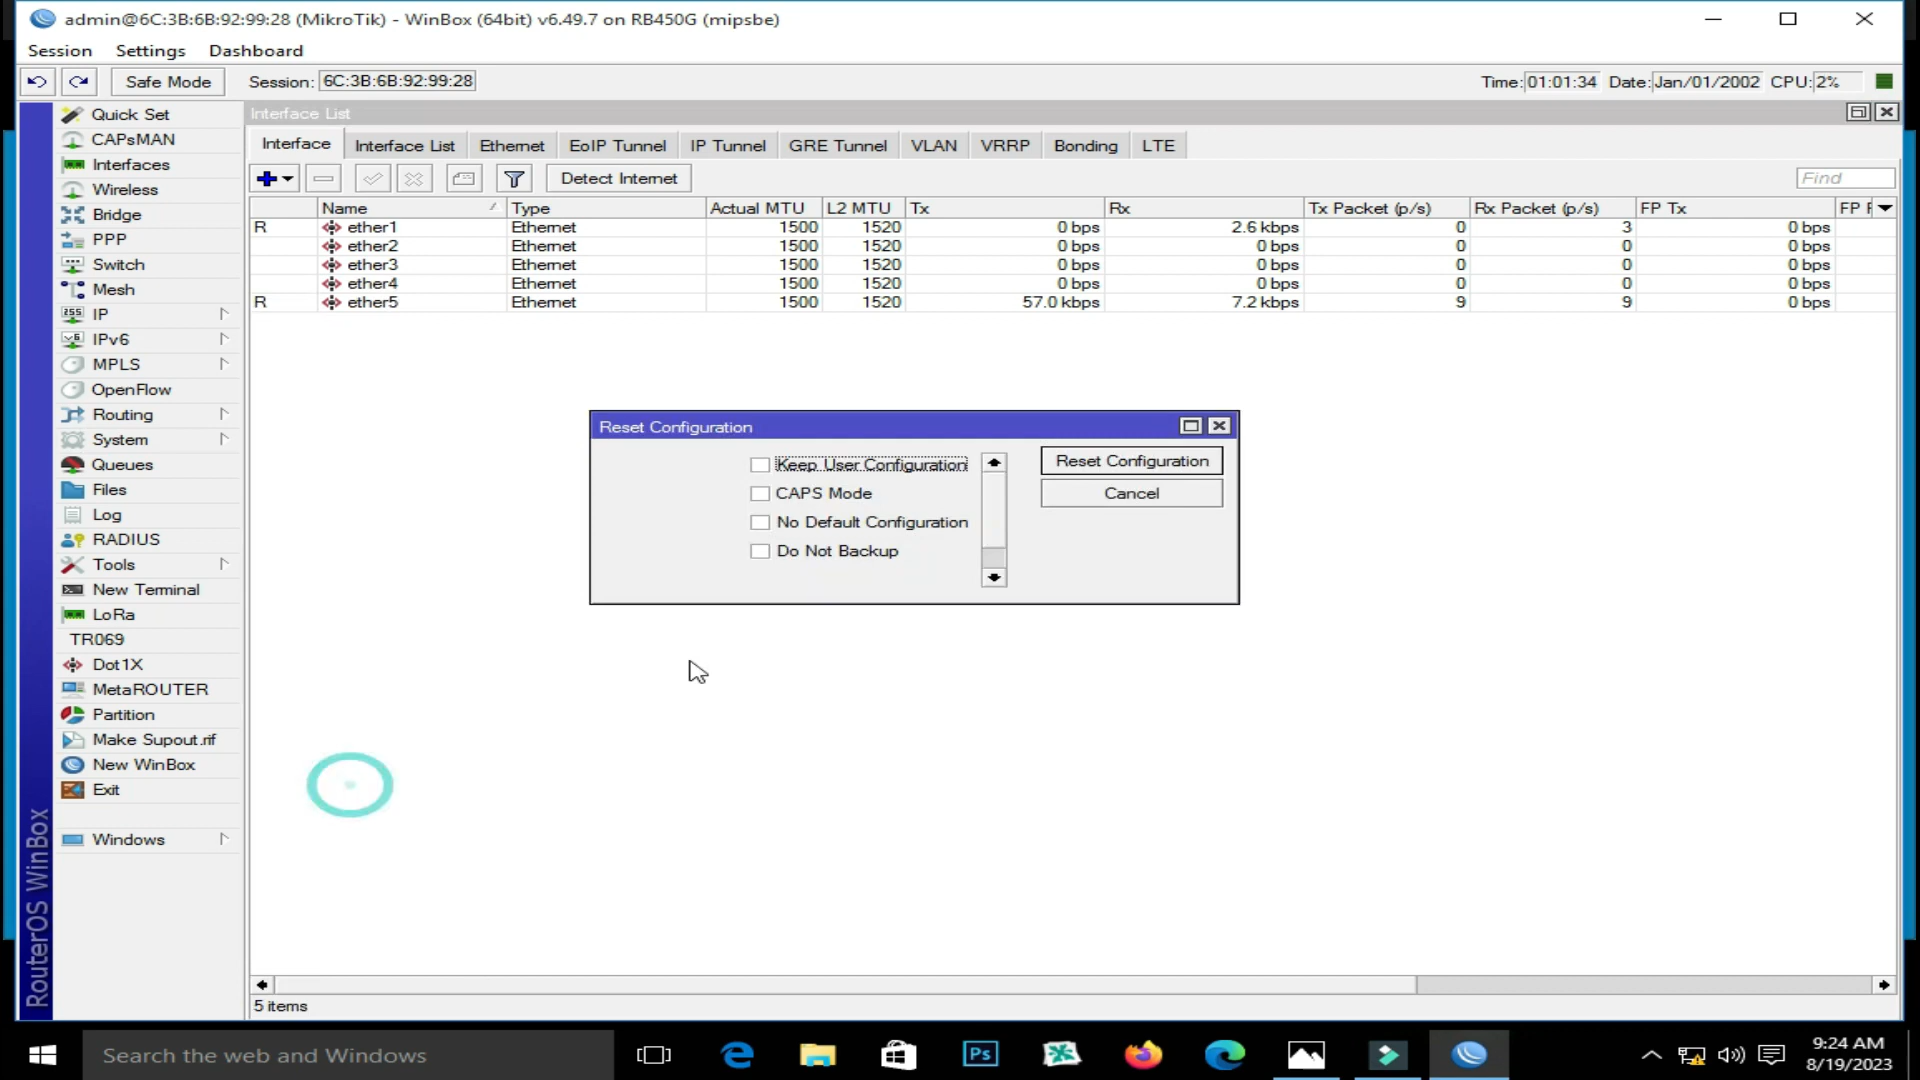 admin@6C:3B:6B:92:99:28 (MikroTik) - WinBox (64bit) v6.49.7 on RB450G (mipsbe)
Session Settings Dashboard
Safe Mode Session: 6C:3B:6B:92:99:28 Time: 01:01:34 Date: Jan/01/2002 CPU: 2%
Quick Set
CAPsMAN
Interfaces
Wireless
Bridge
PPP
Switch
Mesh
IP
IPv6
MPLS
OpenFlow
Routing
System
Queues
Files
Log
RADIUS
Tools
New Terminal
LoRa
TR069
Dot1X
MetaROUTER
Partition
Make Supout.rif
New WinBox
Exit
Windows
RouterOS WinBox
Interface List
Interface Interface List Ethernet EoIP Tunnel IP Tunnel GRE Tunnel VLAN VRRP Bonding LTE
Detect Internet Find
Name Type Actual MTU L2 MTU Tx Rx Tx Packet (p/s) Rx Packet (p/s) FP Tx FP
R ether1 Ethernet 1500 1520 0 bps 2.6 kbps 0 3 0 bps
ether2 Ethernet 1500 1520 0 bps 0 bps 0 0 0 bps
ether3 Ethernet 1500 1520 0 bps 0 bps 0 0 0 bps
ether4 Ethernet 1500 1520 0 bps 0 bps 0 0 0 bps
R ether5 Ethernet 1500 1520 57.0 kbps 7.2 kbps 9 9 0 bps
Reset Configuration
Keep User Configuration
CAPS Mode
No Default Configuration
Do Not Backup
Reset Configuration
Cancel
5 items
Search the web and Windows
Ps
9:24 AM
8/19/2023